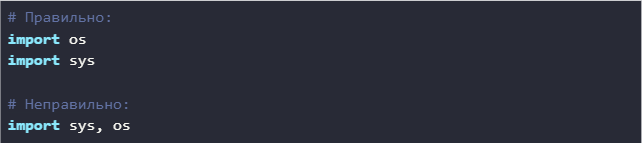 # Правильно:
import os
import sys
# Неправильно:
import sys, os